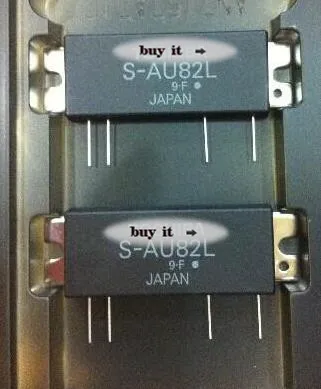 buy it →
S-AU82L
9-F
JAPAN
buy it →
S-AU82L
9-F
JAPAN